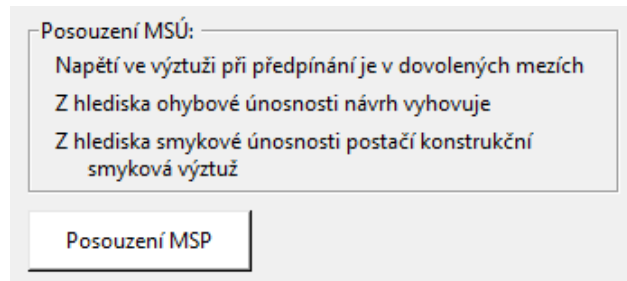 Posouzení MSÚ:
Napětí ve výztuži při předpínání je v dovolených mezích
Z hlediska ohybové únosnosti návrh vyhovuje
Z hlediska smykové únosnosti postačí konstrukční
smyková výztuž
Posouzení MSP